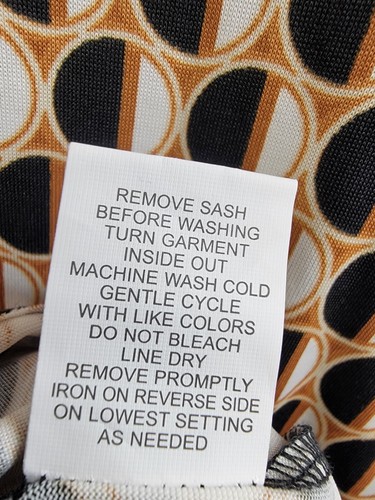 REMOVE SASH
BEFORE WASHING
TURN GARMENT
INSIDE OUT
MACHINE WASH COLD
GENTLE CYCLE
WITH LIKE COLORS
DO NOT BLEACH
LINE DRY
REMOVE PROMPTLY
IRON ON REVERSE SIDE
ON LOWEST SETTING
AS NEEDED